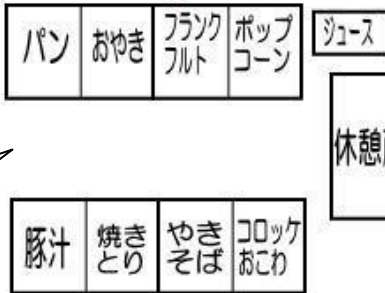 パン
おやき
フランク
フルト
ポップ
コーン
ジュース
休憩
豚汁
焼き
とり
やき
そば
コロッケ
おこわ